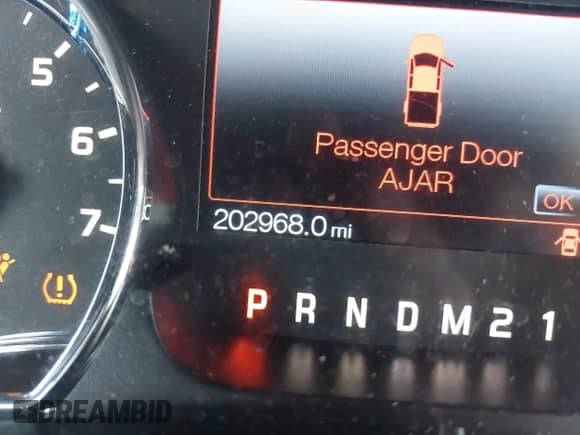 5
6
7
Passenger Door
AJAR
OK
202968.0 mi
P R N D M 2 1
DREAMBID